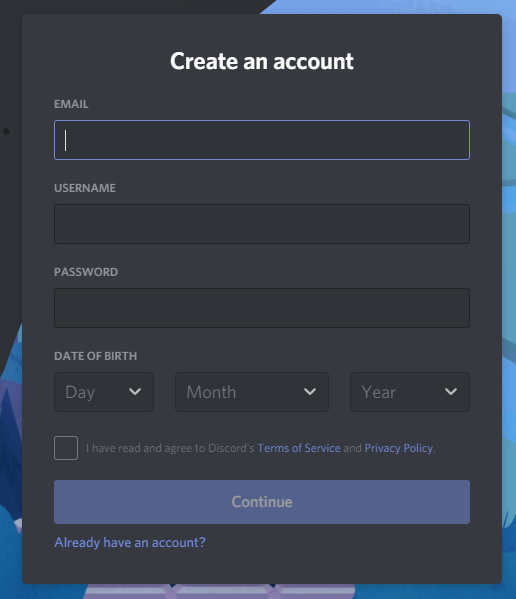 Create an account
EMAIL
USERNAME
PASSWORD
DATE OF BIRTH
Day Month Year
I have read and agree to Discord's Terms of Service and Privacy Policy.
Continue
Already have an account?